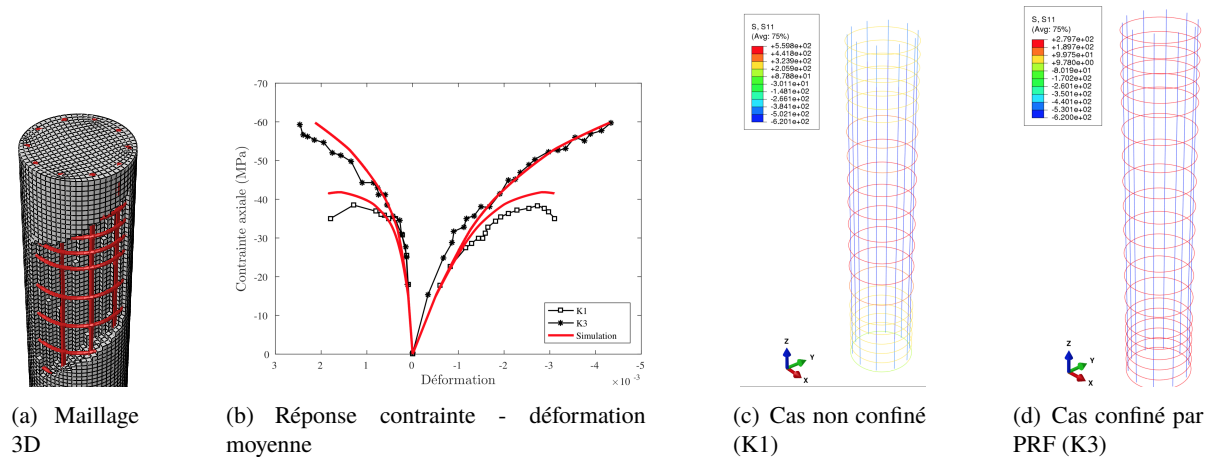 -70
-60
-50
-40
-30
-20
-10
0
3
2
1
0
-1
-2
-3
-4
-5
Contrainte axiale (MPa)
Déformation
× 10⁻³
K1
K3
Simulation
S, S11
(Avg: 75%)
+5.598e+02
+4.418e+02
+3.239e+02
+2.059e+02
+8.788e+01
-3.011e+01
-1.481e+02
-2.661e+02
-3.841e+02
-5.021e+02
-6.201e+02
Z
Y
X
S, S11
(Avg: 75%)
+2.797e+02
+1.897e+02
+9.975e+01
+9.780e+00
-8.019e+01
-1.702e+02
-2.601e+02
-3.501e+02
-4.401e+02
-5.301e+02
-6.200e+02
Z
Y
X
(a) Maillage
3D
(b) Réponse contrainte - déformation
moyenne
(c) Cas non confiné
(K1)
(d) Cas confiné par
PRF (K3)